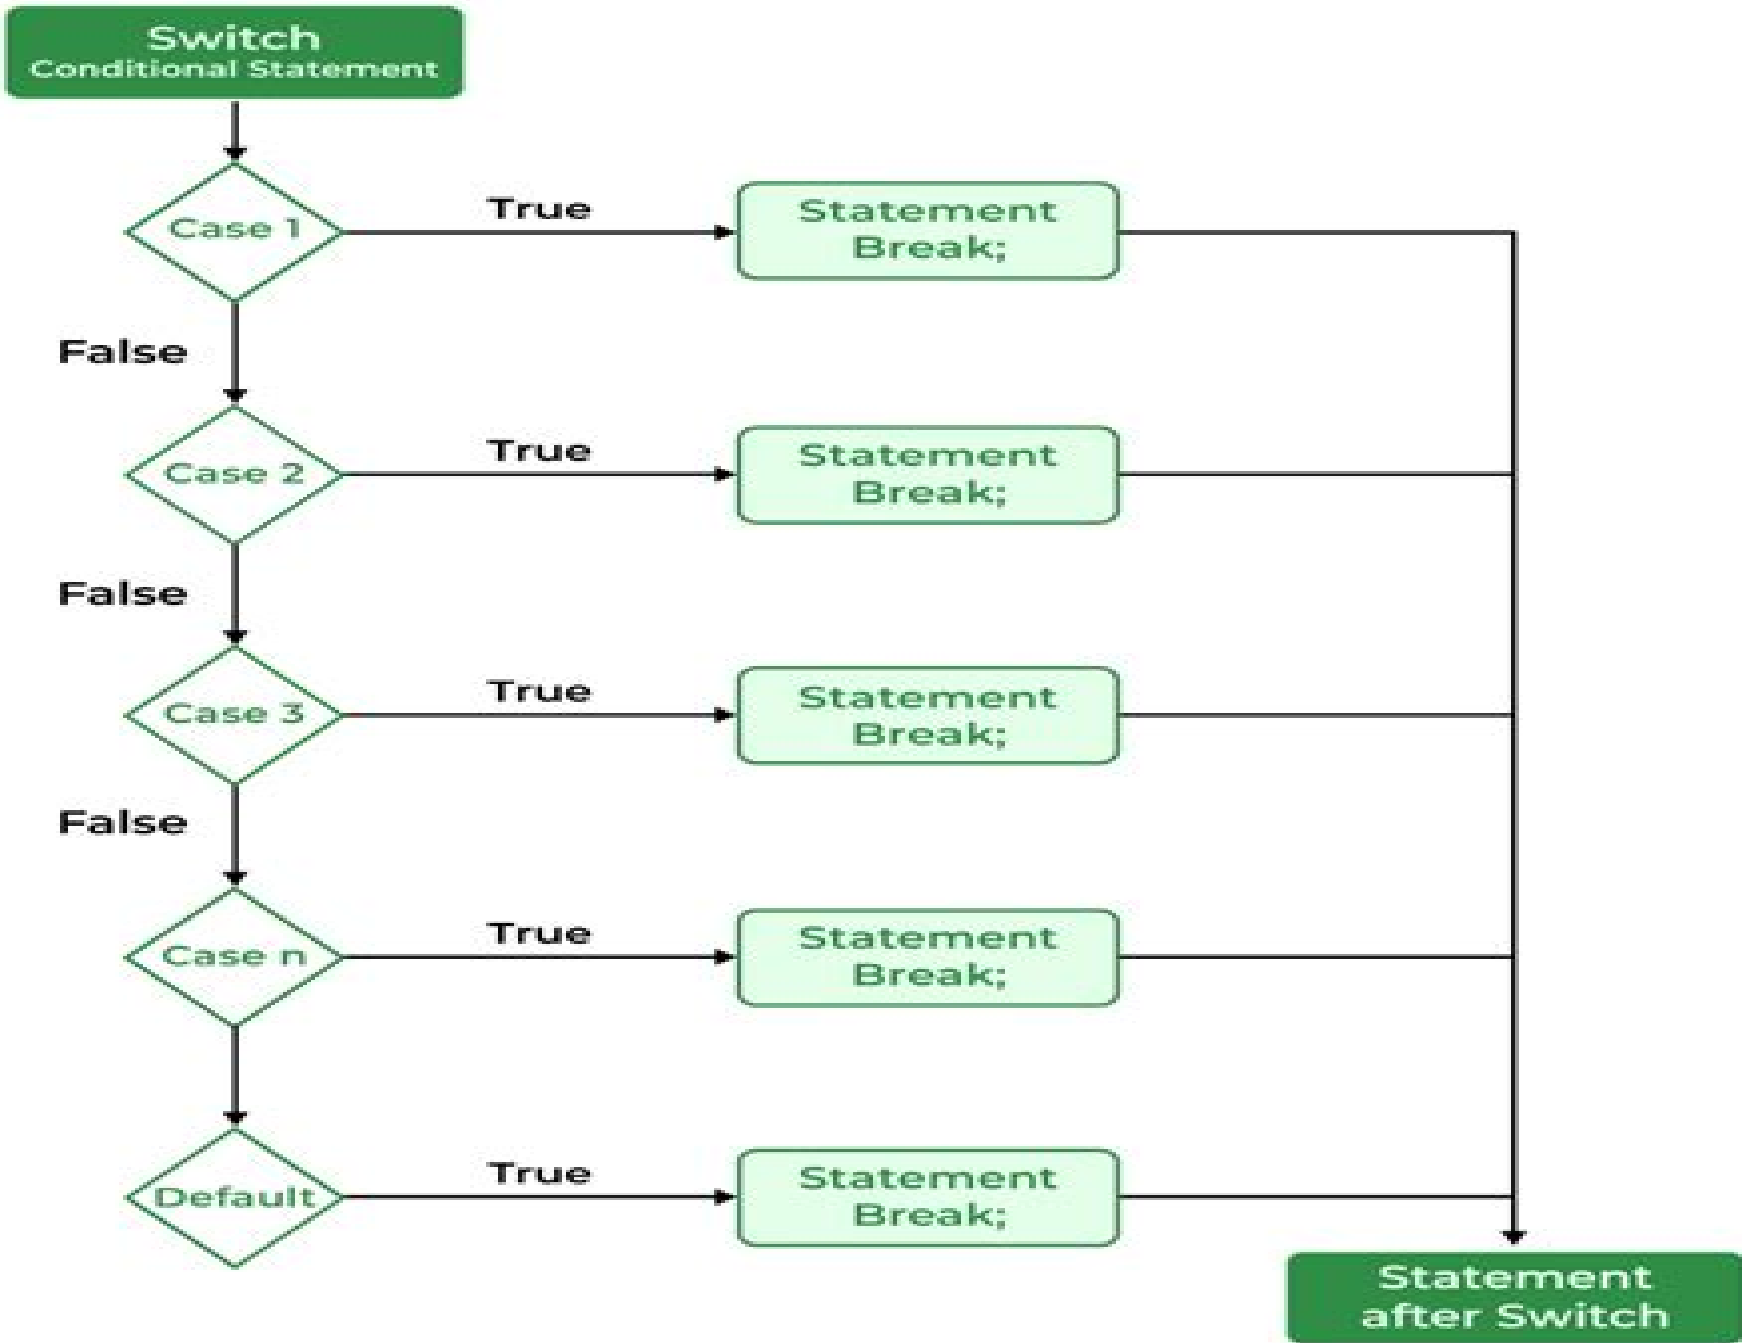 Switch
Conditional Statement
Case 1
True
Statement
Break;
False
Case 2
True
Statement
Break;
False
Case 3
True
Statement
Break;
False
Case n
True
Statement
Break;
Default
True
Statement
Break;
Statement
after Switch